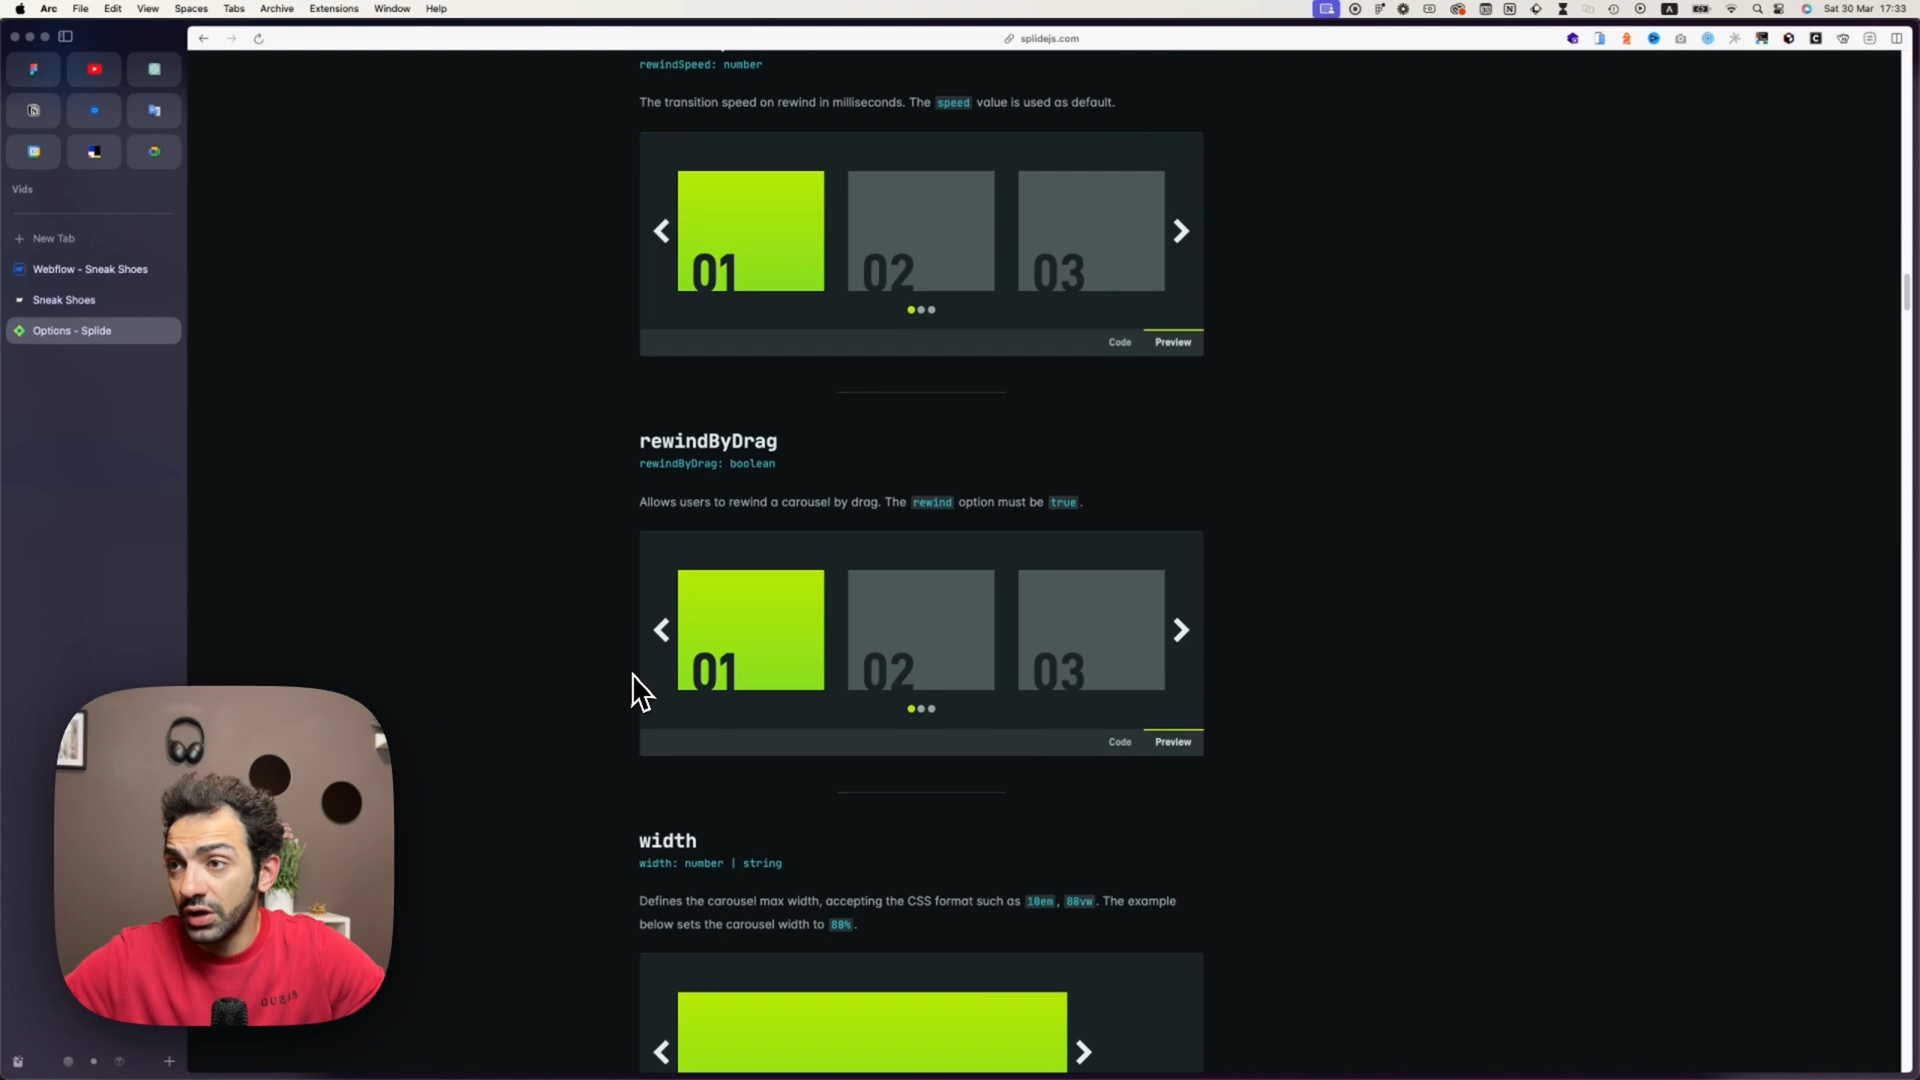 Arc File Edit View Spaces Tabs Archive Extensions Window Help
Sat 30 Mar 17:33
splidejs.com
Vids
New Tab
Webflow - Sneak Shoes
Sneak Shoes
Options - Splide
rewindSpeed: number
The transition speed on rewind in milliseconds. The speed value is used as default.
01 02 03
Code Preview
rewindByDrag
rewindByDrag: boolean
Allows users to rewind a carousel by drag. The rewind option must be true.
01 02 03
Code Preview
width
width: number | string
Defines the carousel max width, accepting the CSS format such as 10em, 80vw. The example
below sets the carousel width to 80%.
GUESS